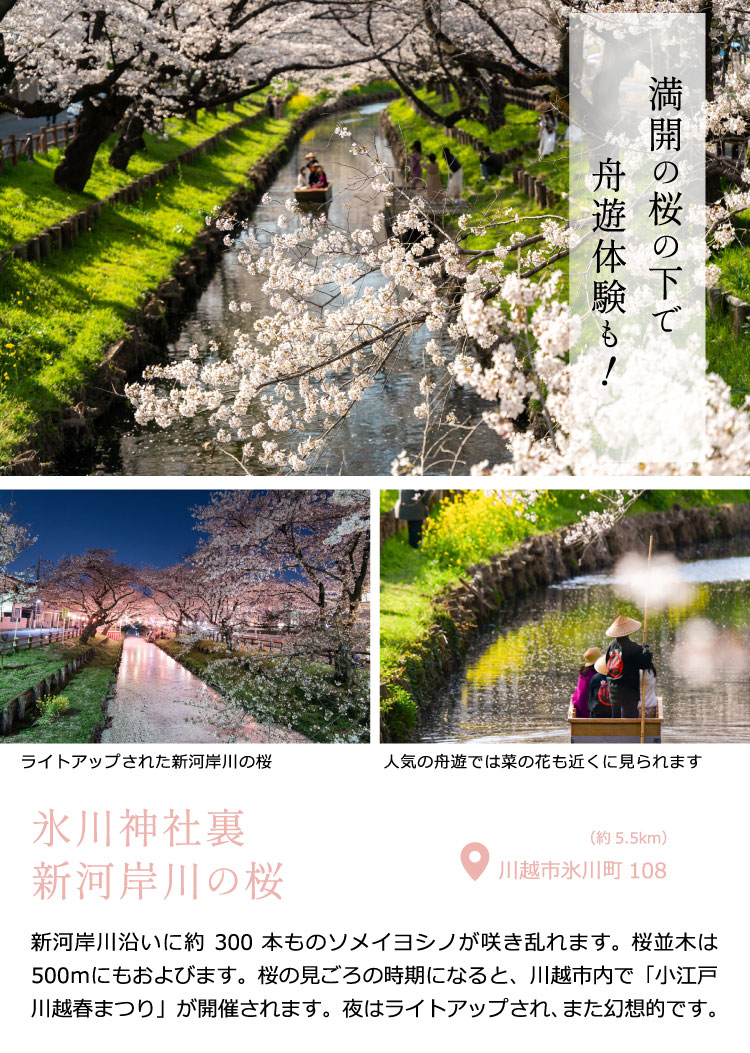 満開の桜の下で
舟遊体験も！
ライトアップされた新河岸川の桜
人気の舟遊では菜の花も近くに見られます
氷川神社裏
新河岸川の桜
（約 5.5km）
川越市氷川町 108
新河岸川沿いに約 300 本ものソメイヨシノが咲き乱れます。桜並木は
500mにもおよびます。桜の見ごろの時期になると、川越市内で「小江戸
川越春まつり」が開催されます。夜はライトアップされ、また幻想的です。